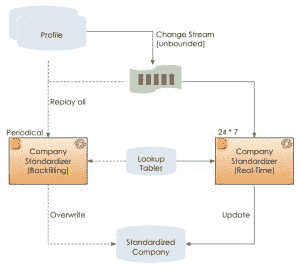 Profile
Change Stream
(unbounded)
Replay all
Periodical
24 * 7
Company
Standardizer
(Backfilling)
Lookup
Tables
Company
Standardizer
(Real-Time)
Overwrite
Update
Standardized
Company